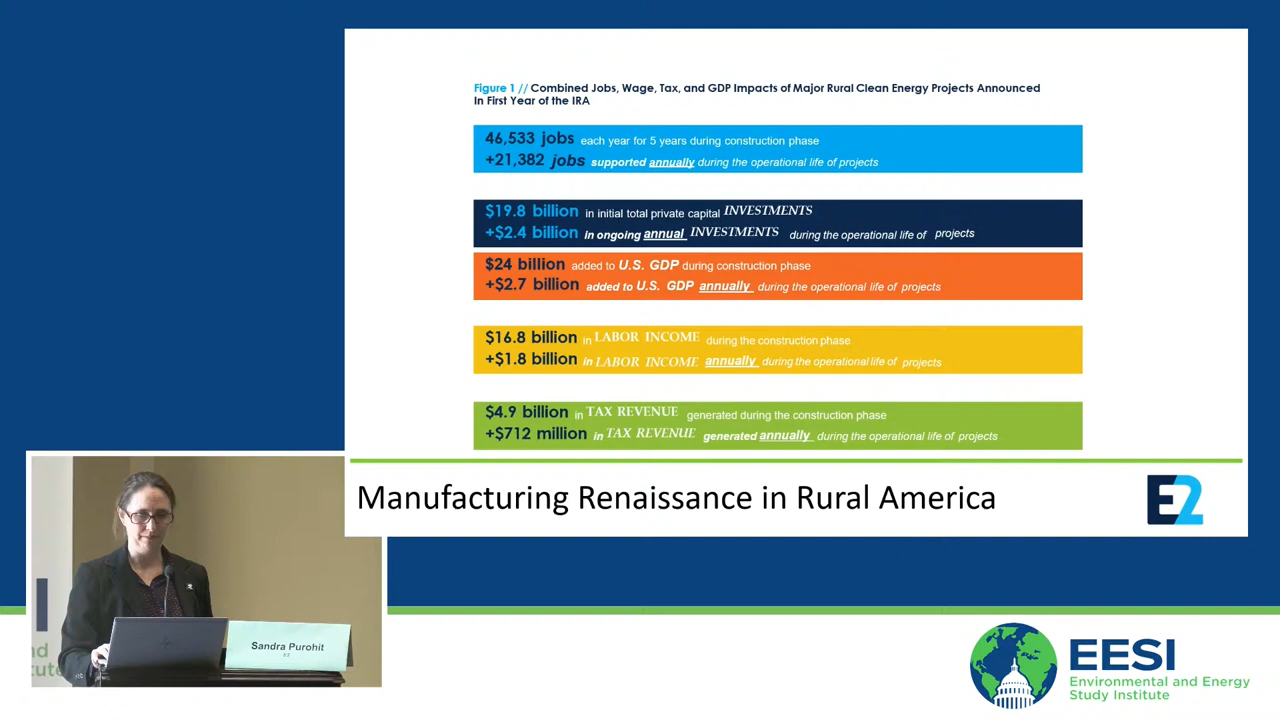 Figure 1 // Combined Jobs, Wage, Tax, and GDP Impacts of Major Rural Clean Energy Projects Announced
In First Year of the IRA
46,533 jobs each year for 5 years during construction phase
+21,382 jobs supported annually during the operational life of projects
$19.8 billion in initial total private capital INVESTMENTS
+$2.4 billion in ongoing annual INVESTMENTS during the operational life of projects
$24 billion added to U.S. GDP during construction phase
+$2.7 billion added to U.S. GDP annually during the operational life of projects
$16.8 billion in LABOR INCOME during the construction phase
+$1.8 billion in LABOR INCOME annually during the operational life of projects
$4.9 billion in TAX REVENUE generated during the construction phase
+$712 million in TAX REVENUE generated annually during the operational life of projects
Manufacturing Renaissance in Rural America
E2
Sandra Purohit
E2
I
nd
itute
EESI
Environmental and Energy
Study Institute